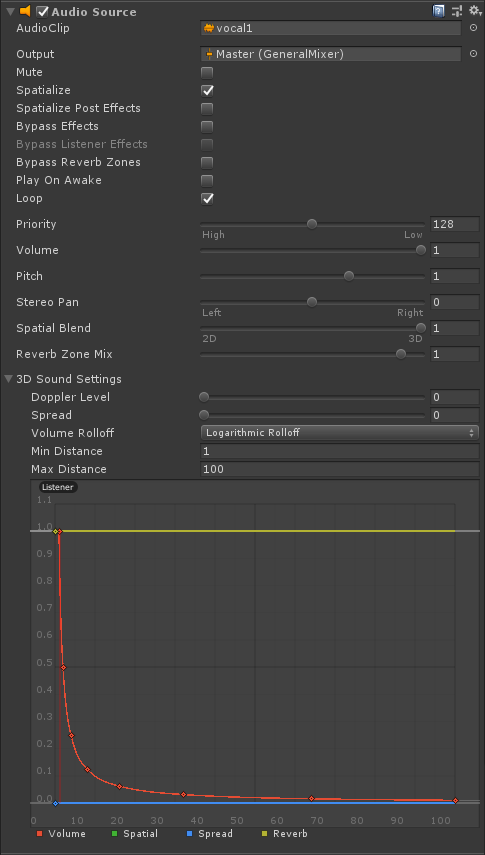 Audio Source
AudioClip vocal1
Output Master (GeneralMixer)
Mute
Spatialize
Spatialize Post Effects
Bypass Effects
Bypass Listener Effects
Bypass Reverb Zones
Play On Awake
Loop
Priority 128
High Low
Volume 1
Pitch 1
Stereo Pan 0
Left Right
Spatial Blend 1
2D 3D
Reverb Zone Mix 1
3D Sound Settings
Doppler Level 0
Spread 0
Volume Rolloff Logarithmic Rolloff
Min Distance 1
Max Distance 100
Listener
1.1
1.0
0.9
0.8
0.7
0.6
0.5
0.4
0.3
0.2
0.1
0.0
0 10 20 30 40 50 60 70 80 90 100
Volume Spatial Spread Reverb